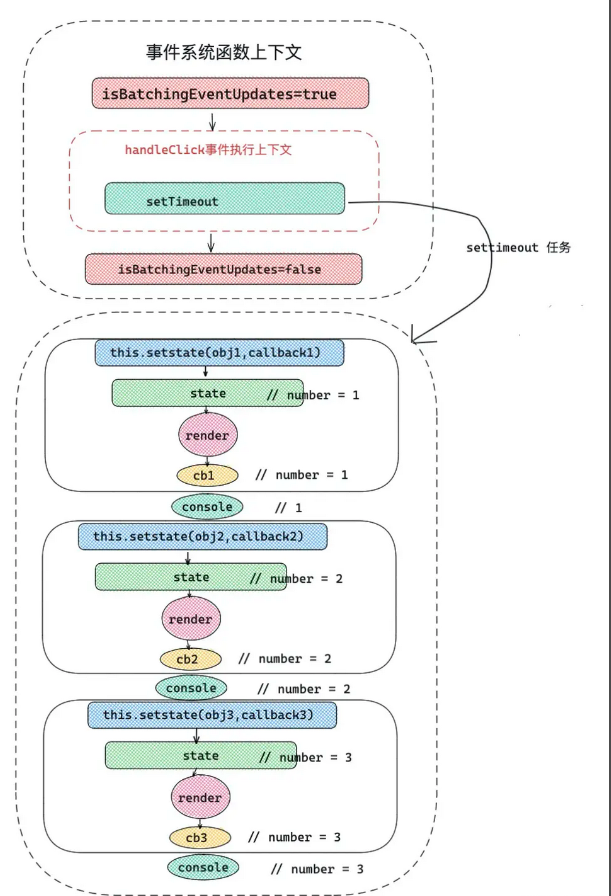 事件系统函数上下文
isBatchingEventUpdates=true
handleClick事件执行上下文
setTimeout
settimeout 任务
isBatchingEventUpdates=false
this.setstate(obj1,callback1)
state // number = 1
render
cb1 // number = 1
console // 1
this.setstate(obj2,callback2)
state // number = 2
render
cb2 // number = 2
console // number = 2
this.setstate(obj3,callback3)
state // number = 3
render
cb3 // number = 3
console // number = 3